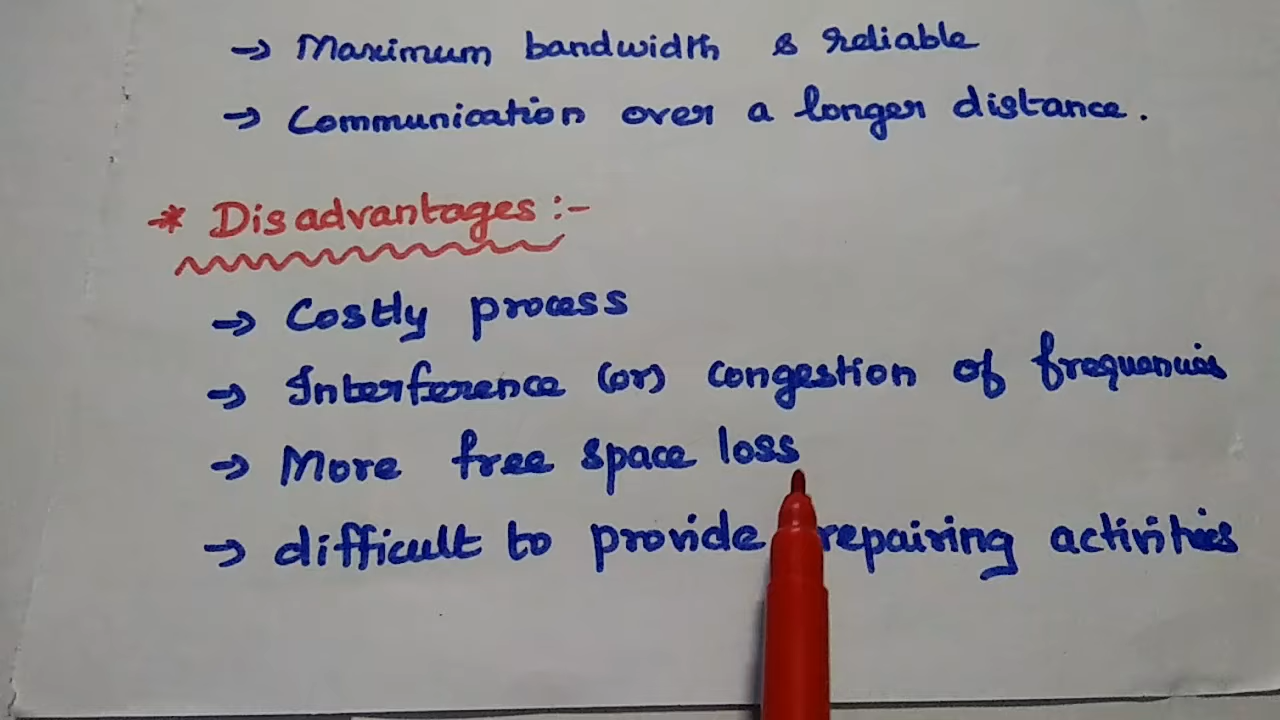 → Maximum bandwidth & reliable
→ Communication over a longer distance.
* Disadvantages :-
→ Costly process
→ Interference (or) congestion of frequencies
→ More free space loss
→ difficult to provide repairing activities